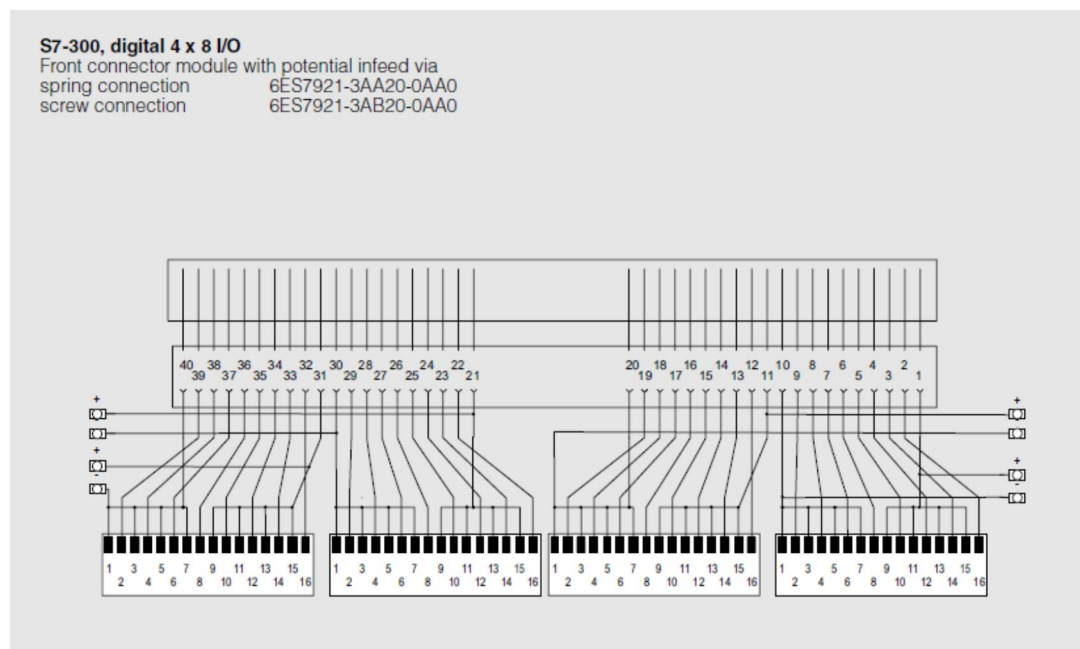 S7-300, digital 4 x 8 I/O
Front connector module with potential infeed via
spring connection 6ES7921-3AA20-0AA0
screw connection 6ES7921-3AB20-0AA0
40 38 36 34 32 30 28 26 24 22 20 18 16 14 12 10 8 6 4 2
39 37 35 33 31 29 27 25 23 21 19 17 15 13 11 9 7 5 3 1
+ +
+ +
- -
1 3 5 7 9 11 13 15 1 3 5 7 9 11 13 15 1 3 5 7 9 11 13 15 1 3 5 7 9 11 13 15
2 4 6 8 10 12 14 16 2 4 6 8 10 12 14 16 2 4 6 8 10 12 14 16 2 4 6 8 10 12 14 16